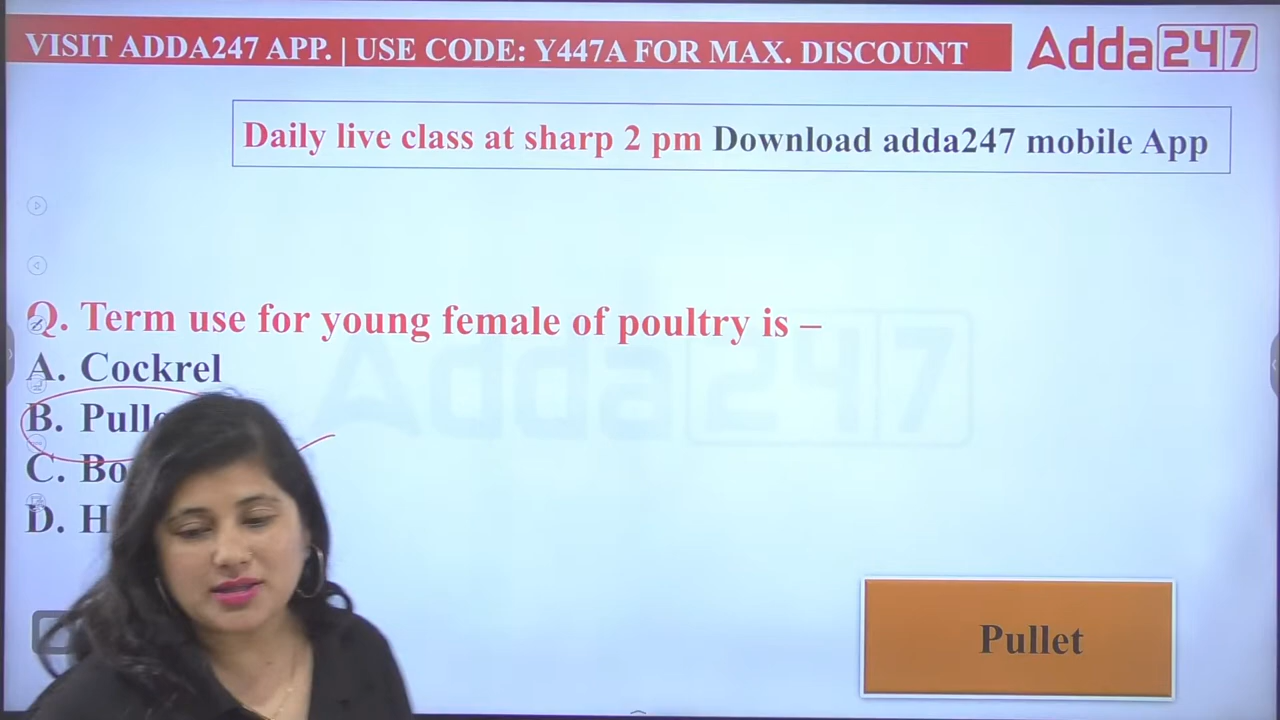 VISIT ADDA247 APP. | USE CODE: Y447A FOR MAX. DISCOUNT
Adda247
Daily live class at sharp 2 pm Download adda247 mobile App
Q. Term use for young female of poultry is –
A. Cockrel
B.
C.
D.
Pullet
Adda247